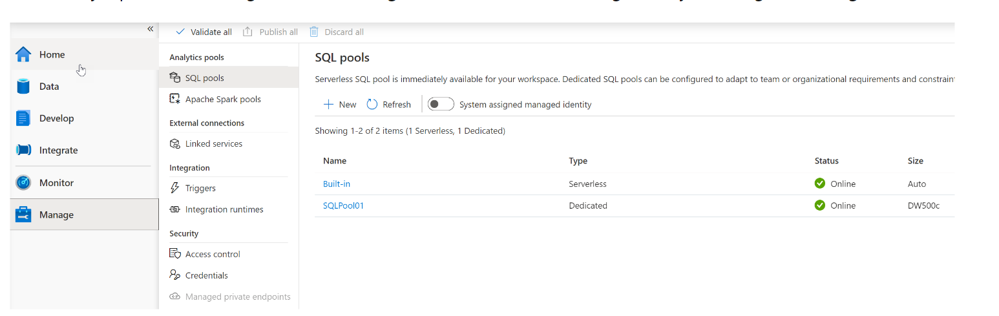 «
Validate all Publish all Discard all
Home
Data
Develop
Integrate
Monitor
Manage
Analytics pools
SQL pools
Apache Spark pools
External connections
Linked services
Integration
Triggers
Integration runtimes
Security
Access control
Credentials
Managed private endpoints
SQL pools
Serverless SQL pool is immediately available for your workspace. Dedicated SQL pools can be configured to adapt to team or organizational requirements and
New Refresh System assigned managed identity
Showing 1-2 of 2 items (1 Serverless, 1 Dedicated)
Name Type Status Size
Built-in Serverless Online Auto
SQLPool01 Dedicated Online DW500c